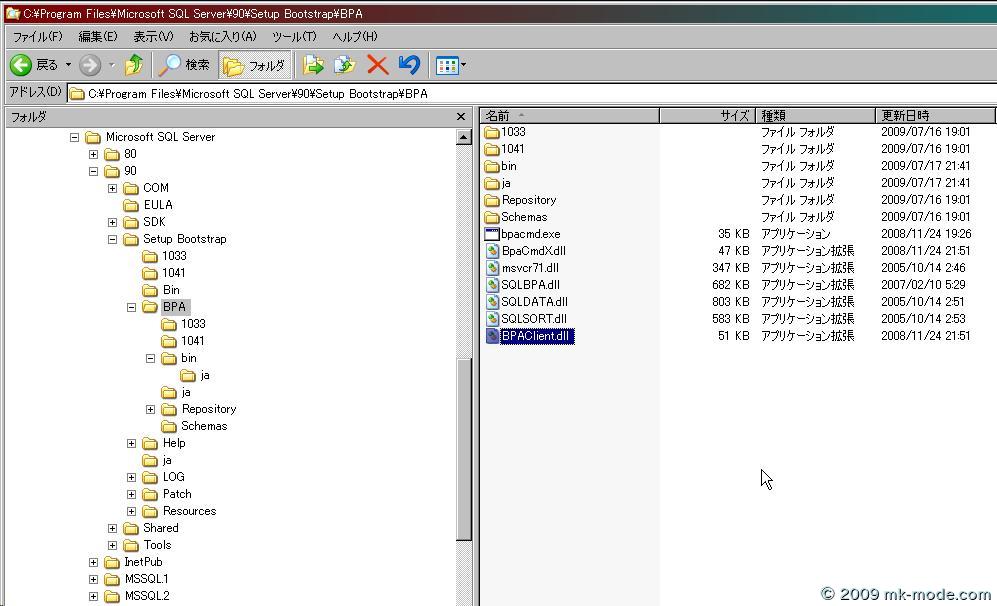 C:¥Program Files¥Microsoft SQL Server¥90¥Setup Bootstrap¥BPA
ファイル(F) 編集(E) 表示(V) お気に入り(A) ツール(T) ヘルプ(H)
戻る 検索 フォルダ
アドレス(D) C:¥Program Files¥Microsoft SQL Server¥90¥Setup Bootstrap¥BPA
フォルダ
Microsoft SQL Server
80
90
COM
EULA
SDK
Setup Bootstrap
1033
1041
Bin
BPA
1033
1041
bin
ja
ja
Repository
Schemas
Help
ja
LOG
Patch
Resources
Shared
Tools
InetPub
MSSQL.1
MSSQL.2
名前 サイズ 種類 更新日時
1033 ファイル フォルダ 2009/07/16 19:01
1041 ファイル フォルダ 2009/07/16 19:01
bin ファイル フォルダ 2009/07/17 21:41
ja ファイル フォルダ 2009/07/17 21:41
Repository ファイル フォルダ 2009/07/16 19:01
Schemas ファイル フォルダ 2009/07/16 19:01
bpacmd.exe 35 KB アプリケーション 2008/11/24 19:26
BpaCmdX.dll 47 KB アプリケーション拡張 2008/11/24 21:51
msvcr71.dll 347 KB アプリケーション拡張 2005/10/14 2:46
SQLBPA.dll 682 KB アプリケーション拡張 2007/02/10 5:29
SQLDATA.dll 803 KB アプリケーション拡張 2005/10/14 2:51
SQLSORT.dll 583 KB アプリケーション拡張 2005/10/14 2:53
BPAClient.dll 51 KB アプリケーション拡張 2008/11/24 21:51
© 2009 mk-mode.com